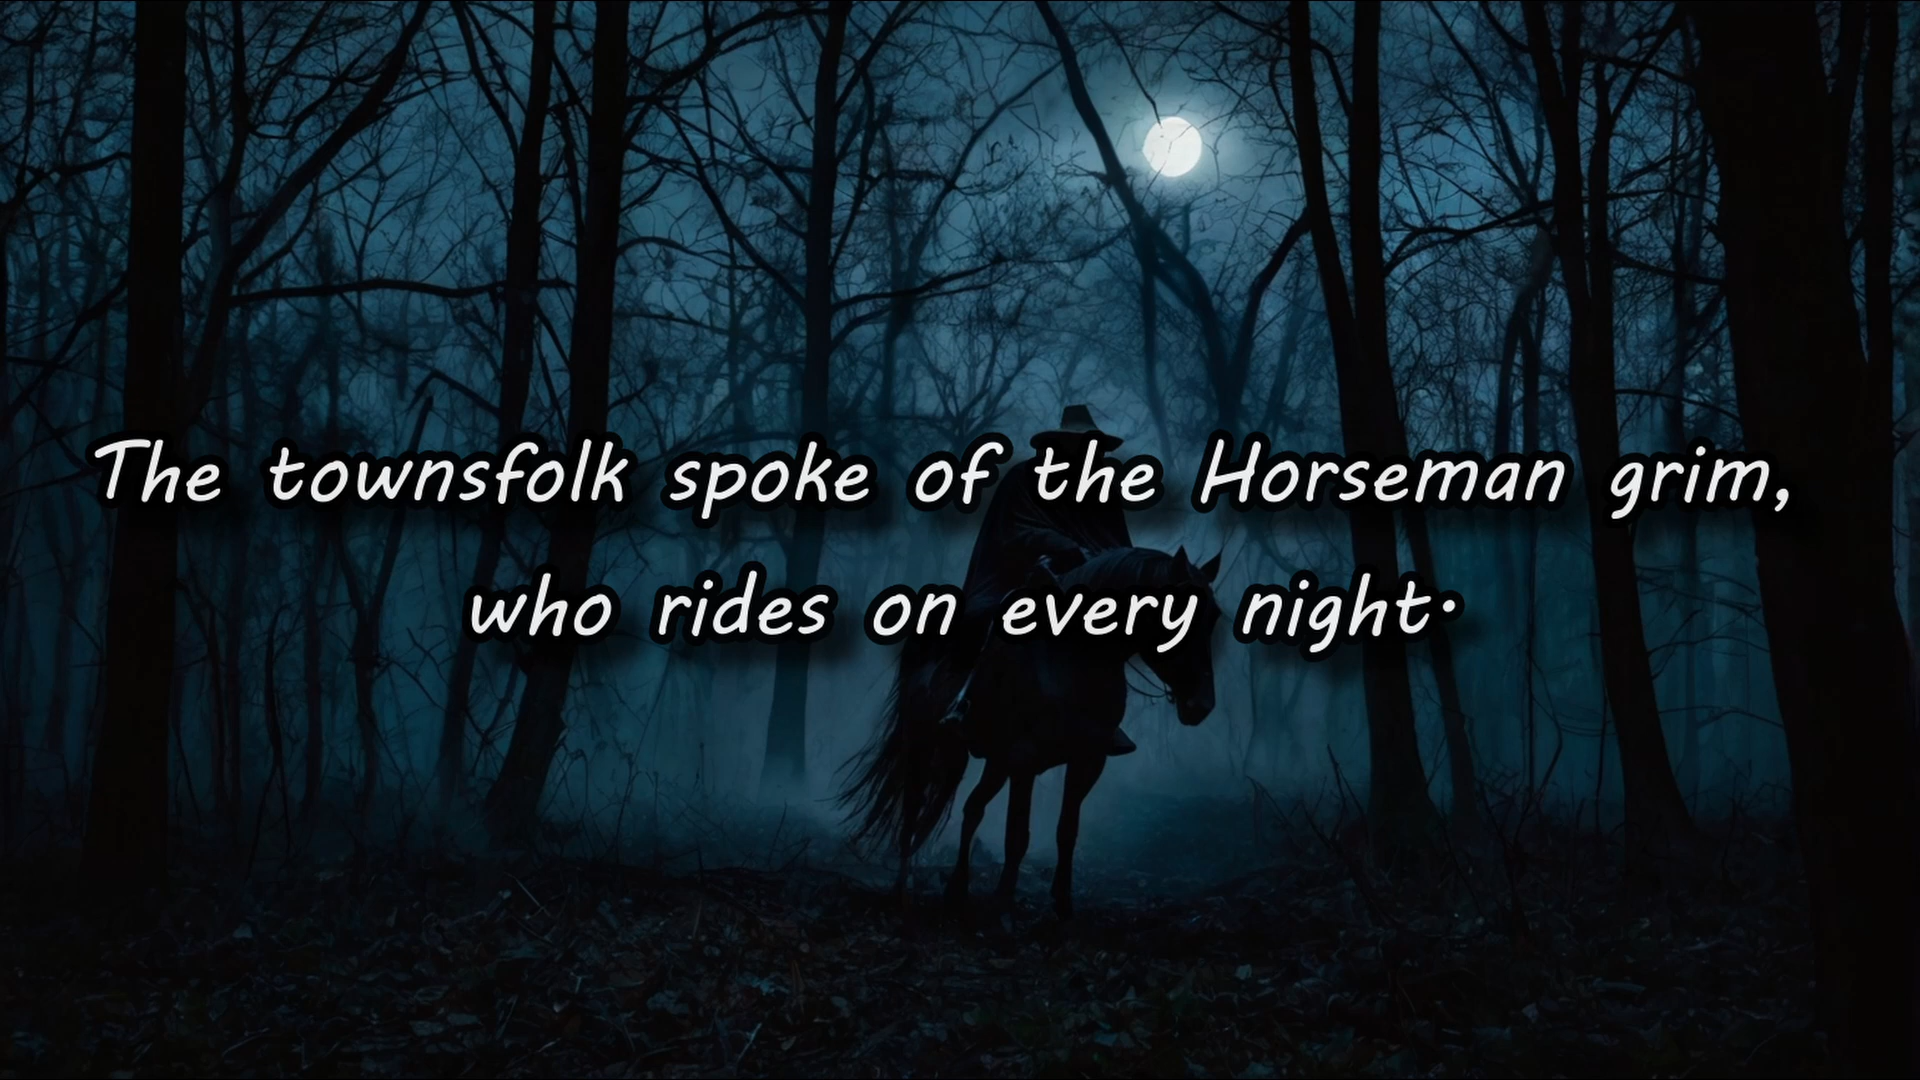 The townsfolk spoke of the Horseman grim,
who rides on every night.